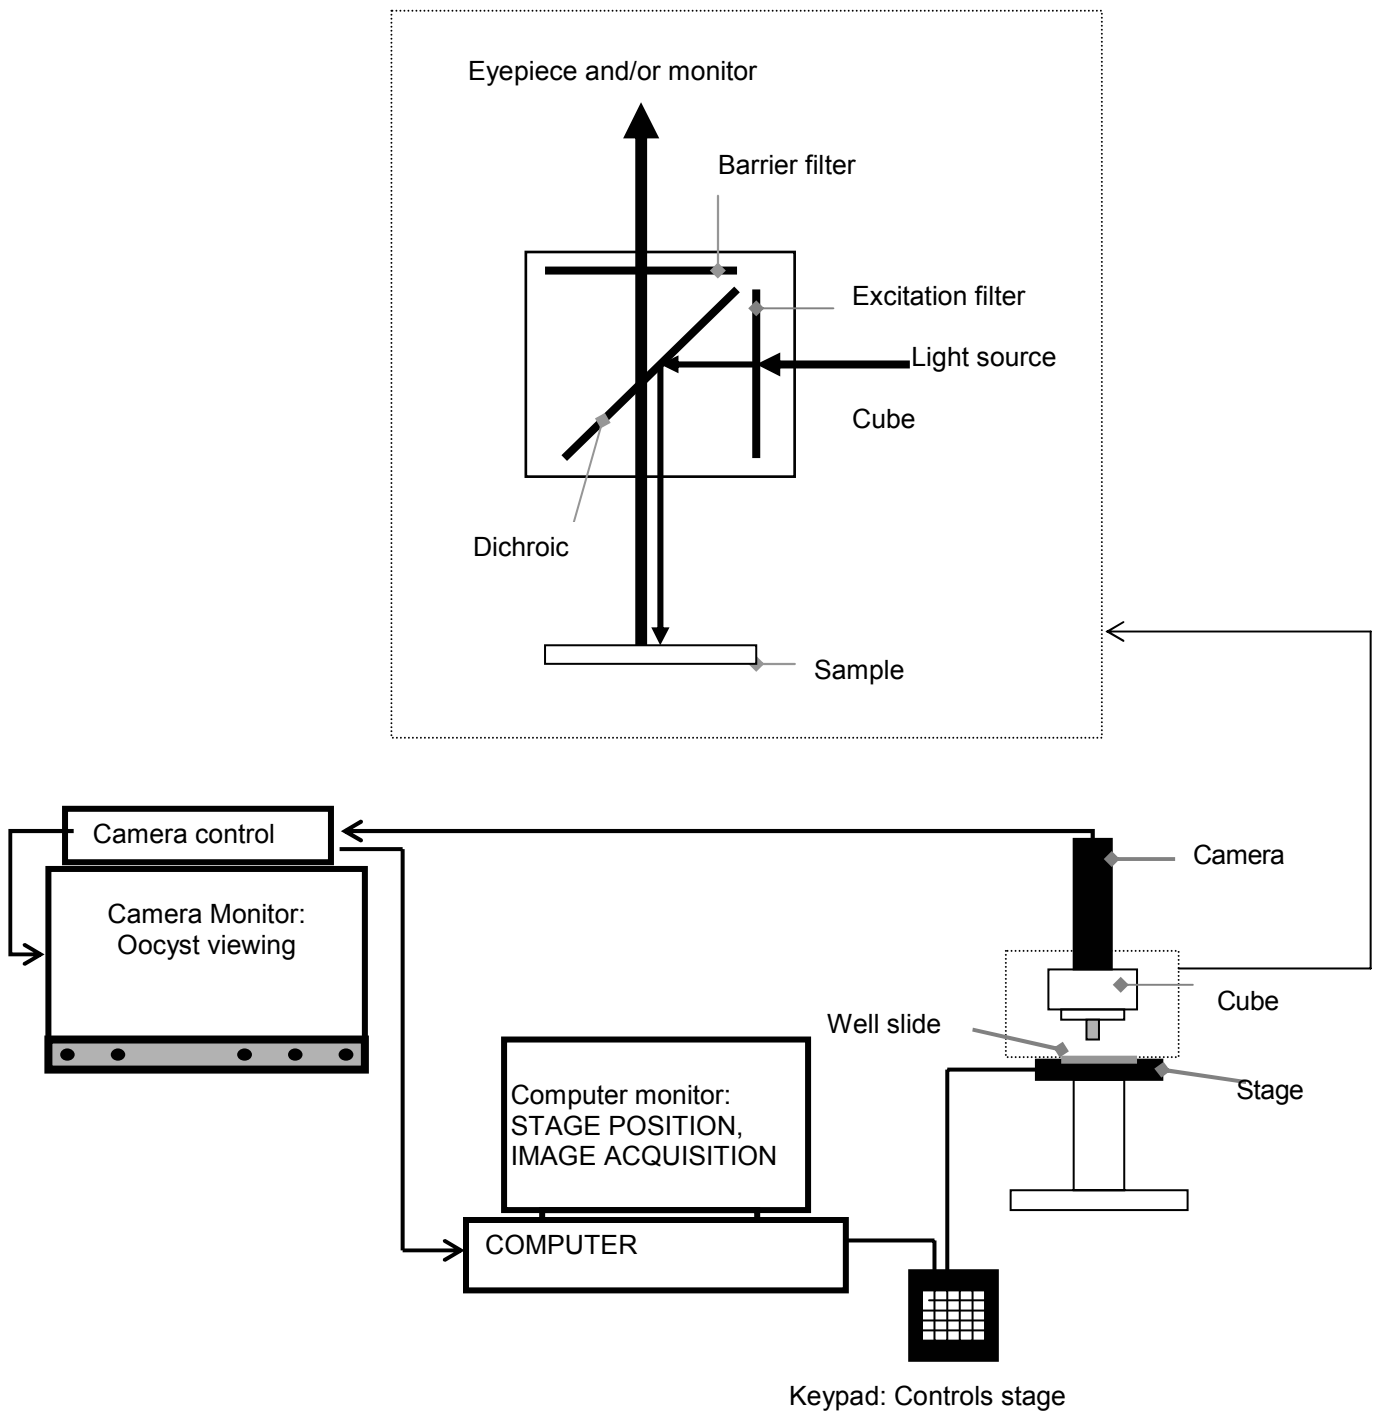 Eyepiece and/or monitor
Barrier filter
Excitation filter
Light source
Cube
Dichroic
Sample
Camera control
Camera
Camera Monitor:
Oocyst viewing
Cube
Well slide
Stage
Computer monitor:
STAGE POSITION,
IMAGE ACQUISITION
COMPUTER
Keypad: Controls stage